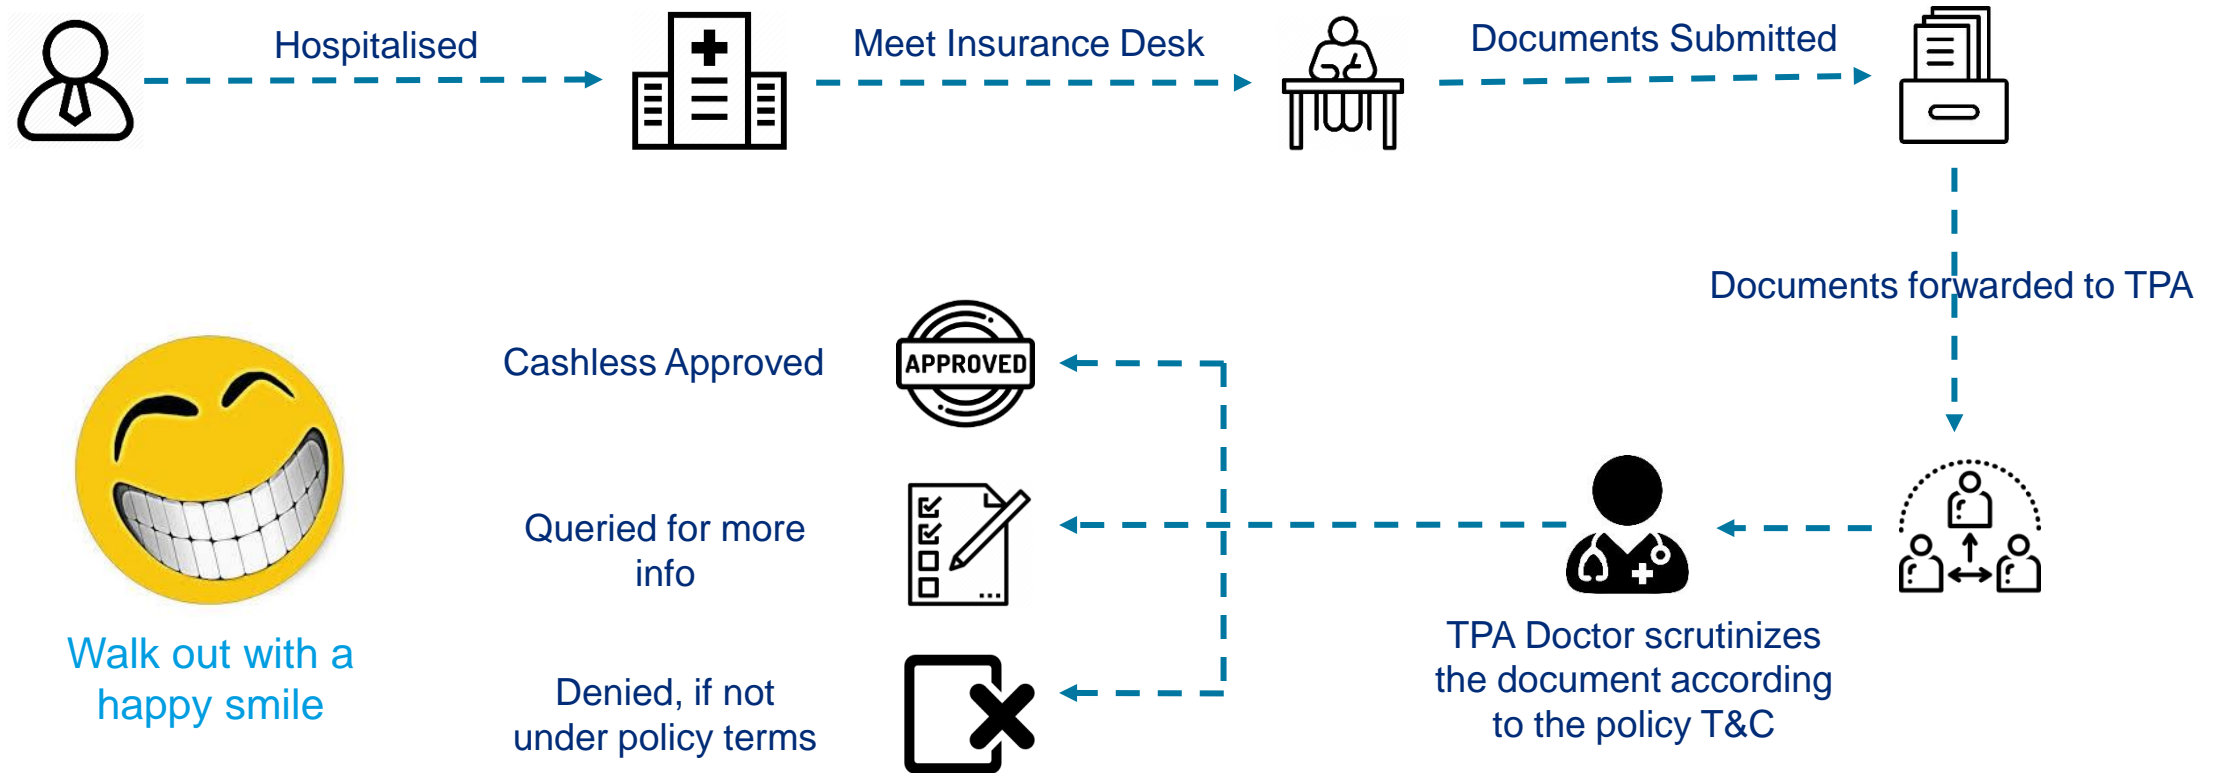 Hospitalised
Meet Insurance Desk
Documents Submitted
Documents forwarded to TPA
TPA Doctor scrutinizes
the document according
to the policy T&C
Cashless Approved
APPROVED
Queried for more
info
Denied, if not
under policy terms
Walk out with a
happy smile